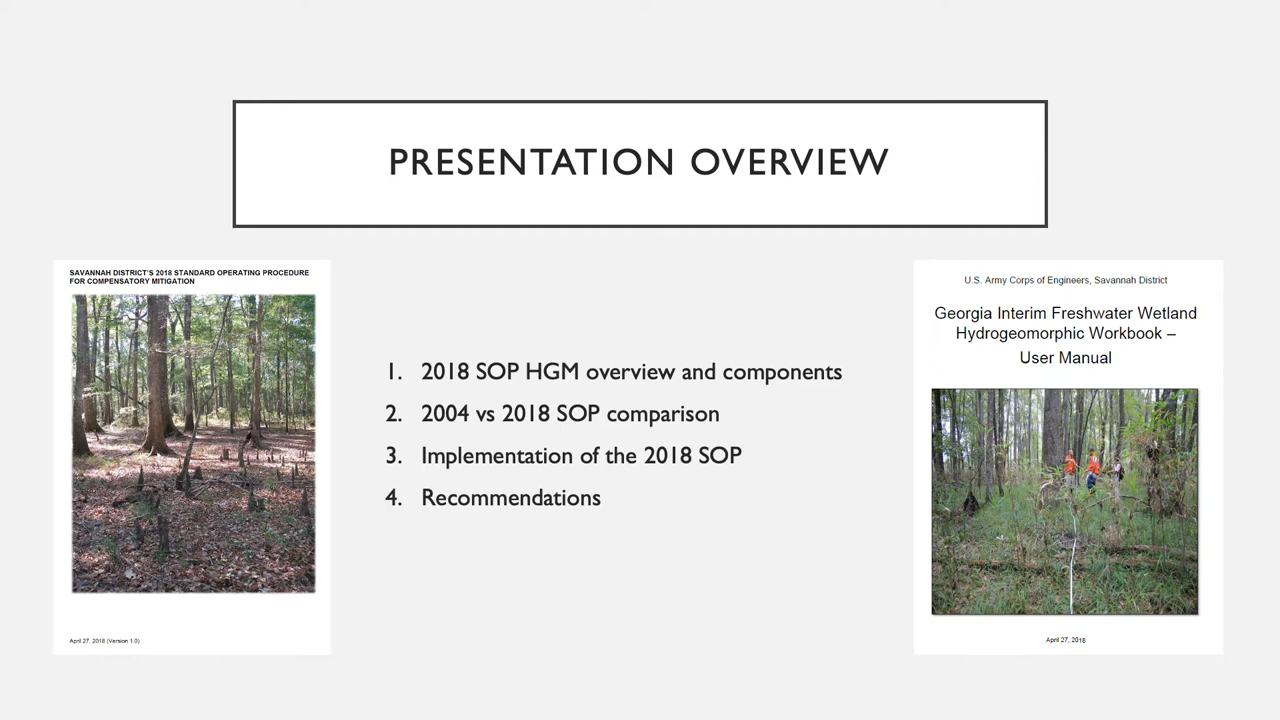 PRESENTATION OVERVIEW
SAVANNAH DISTRICT'S 2018 STANDARD OPERATING PROCEDURE
FOR COMPENSATORY MITIGATION
April 27, 2018 (Version 1.0)
1. 2018 SOP HGM overview and components
2. 2004 vs 2018 SOP comparison
3. Implementation of the 2018 SOP
4. Recommendations
U.S. Army Corps of Engineers, Savannah District
Georgia Interim Freshwater Wetland
Hydrogeomorphic Workbook –
User Manual
April 27, 2018